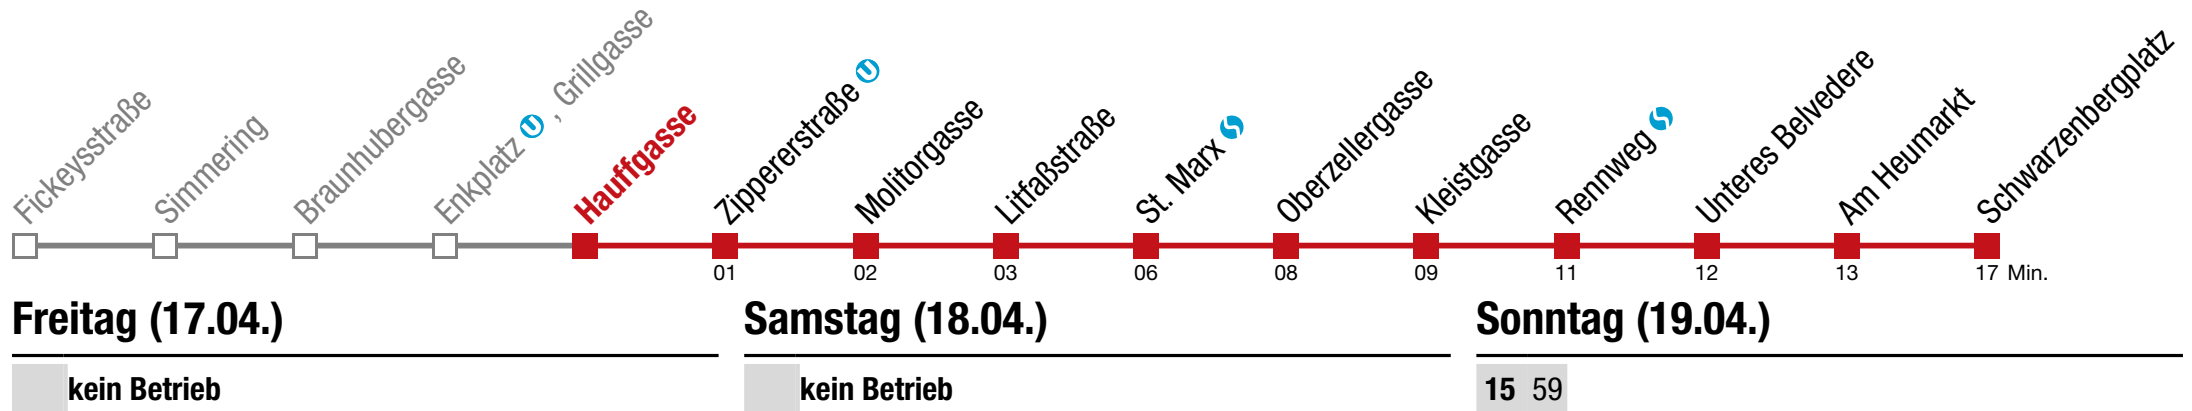 Fickeysstraße
Simmering
Braunhubergasse
Enkplatz U, Grillgasse
Hauffgasse
Zippererstraße U
Molitorgasse
Litfaßstraße
St. Marx S
Oberzellergasse
Kleistgasse
Rennweg S
Unteres Belvedere
Am Heumarkt
Schwarzenbergplatz
01 02 03 06 08 09 11 12 13 17 Min.
Freitag (17.04.)
kein Betrieb
Samstag (18.04.)
kein Betrieb
Sonntag (19.04.)
15 59